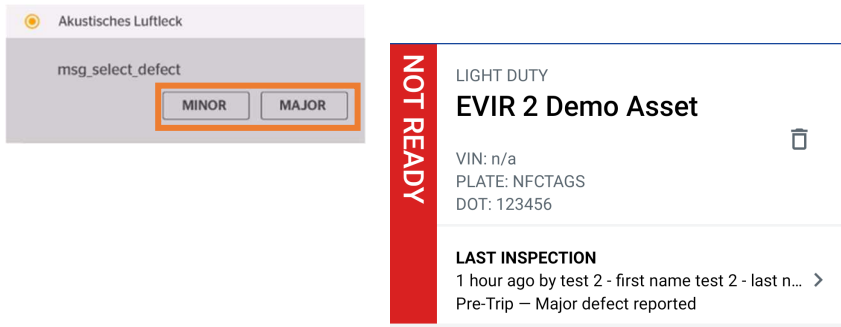 Akustisches Luftleck
msg_select_defect
MINOR
MAJOR
NOT READY
LIGHT DUTY
EVIR 2 Demo Asset
VIN: n/a
PLATE: NFCTAGS
DOT: 123456
LAST INSPECTION
1 hour ago by test 2 - first name test 2 - last n...
Pre-Trip — Major defect reported